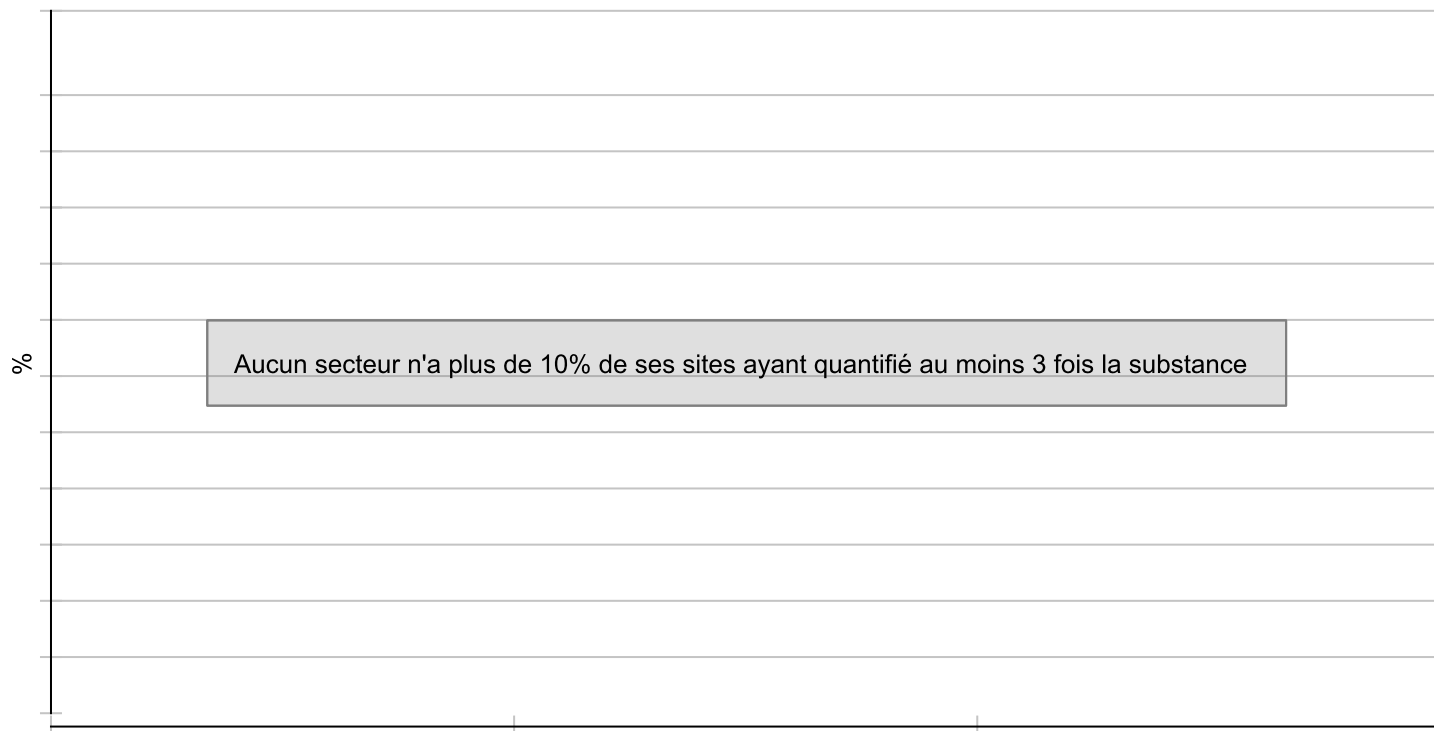 %
Aucun secteur n'a plus de 10% de ses sites ayant quantifié au moins 3 fois la substance